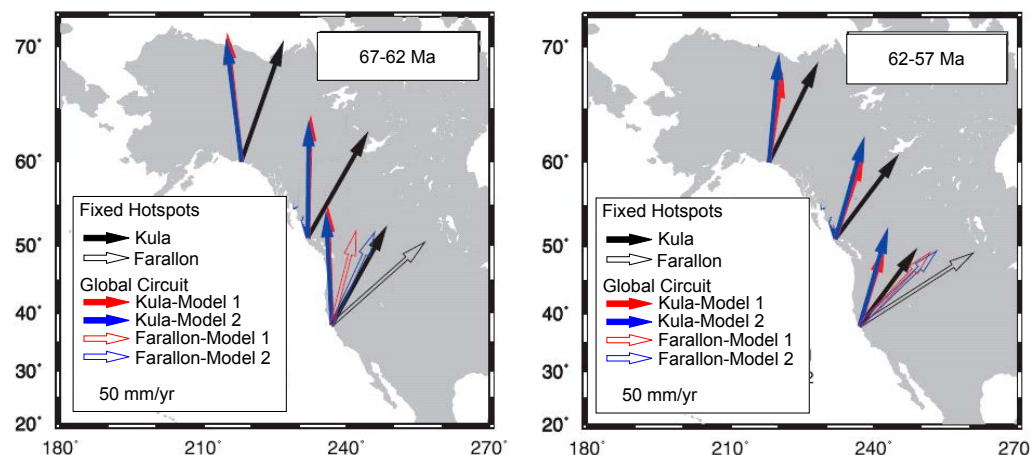 67-62 Ma
70°
60°
50°
40°
30°
20°
Fixed Hotspots
Kula
Farallon
Global Circuit
Kula-Model 1
Kula-Model 2
Farallon-Model 1
Farallon-Model 2
50 mm/yr
180°
210°
240°
270°
62-57 Ma
70°
60°
50°
40°
30°
20°
Fixed Hotspots
Kula
Farallon
Global Circuit
Kula-Model 1
Kula-Model 2
Farallon-Model 1
Farallon-Model 2
50 mm/yr
180°
210°
240°
270°